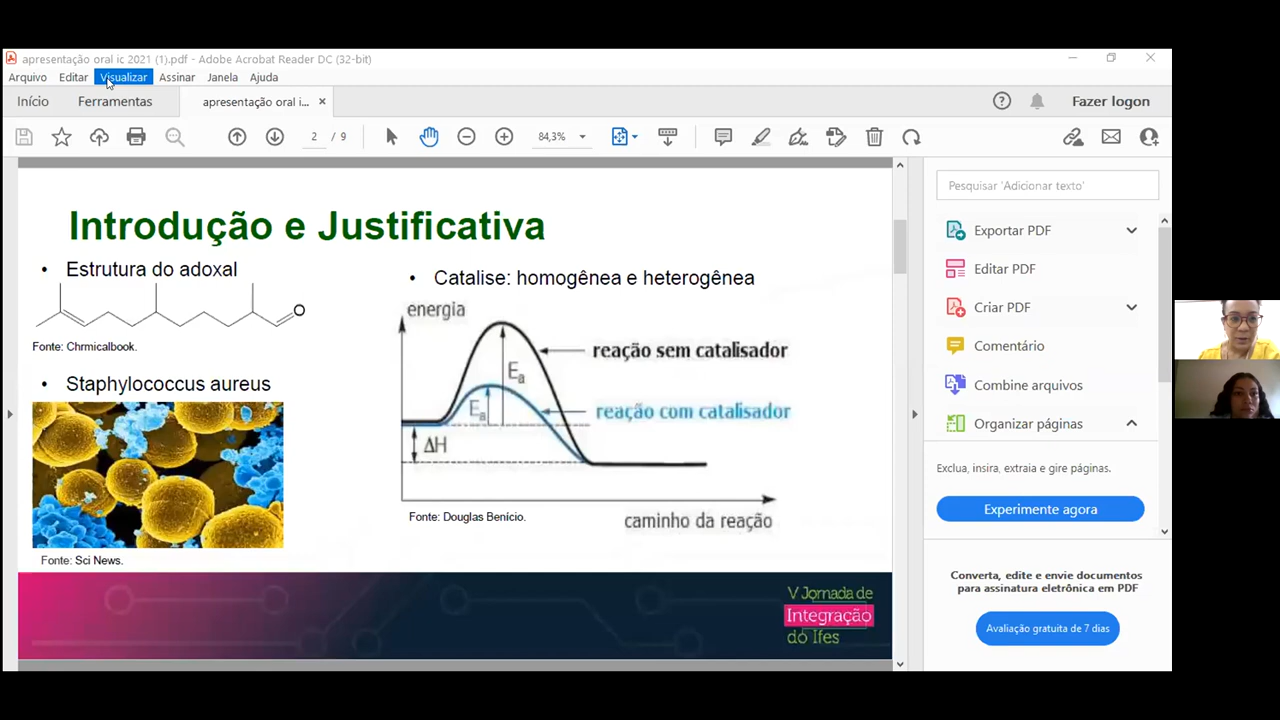 apresentação oral ic 2021 (1).pdf - Adobe Acrobat Reader DC (32-bit)
Arquivo Editar Visualizar Assinar Janela Ajuda
Início Ferramentas apresentação oral i... ×
Fazer logon
2 / 9
84,3%
Introdução e Justificativa
• Estrutura do adoxal
O
Fonte: Chrmicalbook.
• Staphylococcus aureus
Fonte: Sci News.
• Catalise: homogênea e heterogênea
energia
reação sem catalisador
Ea
reação com catalisador
Ea
ΔH
Fonte: Douglas Benício.
caminho da reação
V Jornada de
Integração
do Ifes
Pesquisar 'Adicionar texto'
Exportar PDF
Editar PDF
Criar PDF
Comentário
Combine arquivos
Organizar páginas
Exclua, insira, extraia e gire páginas.
Experimente agora
Converta, edite e envie documentos
para assinatura eletrônica em PDF
Avaliação gratuita de 7 dias